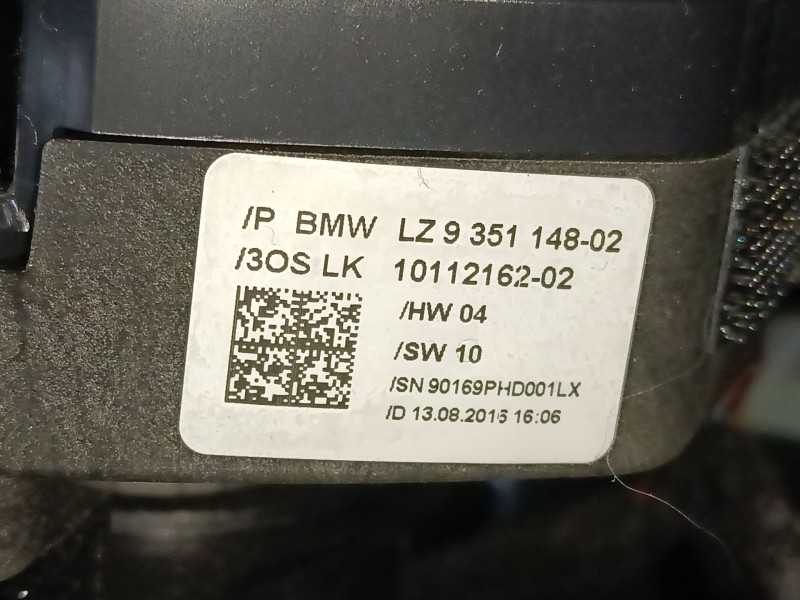 /P BMW LZ 9 351 148-02
/3OS LK 10112162-02
/HW 04
/SW 10
/SN 90169PHD001LX
/D 13.08.2016 16:06